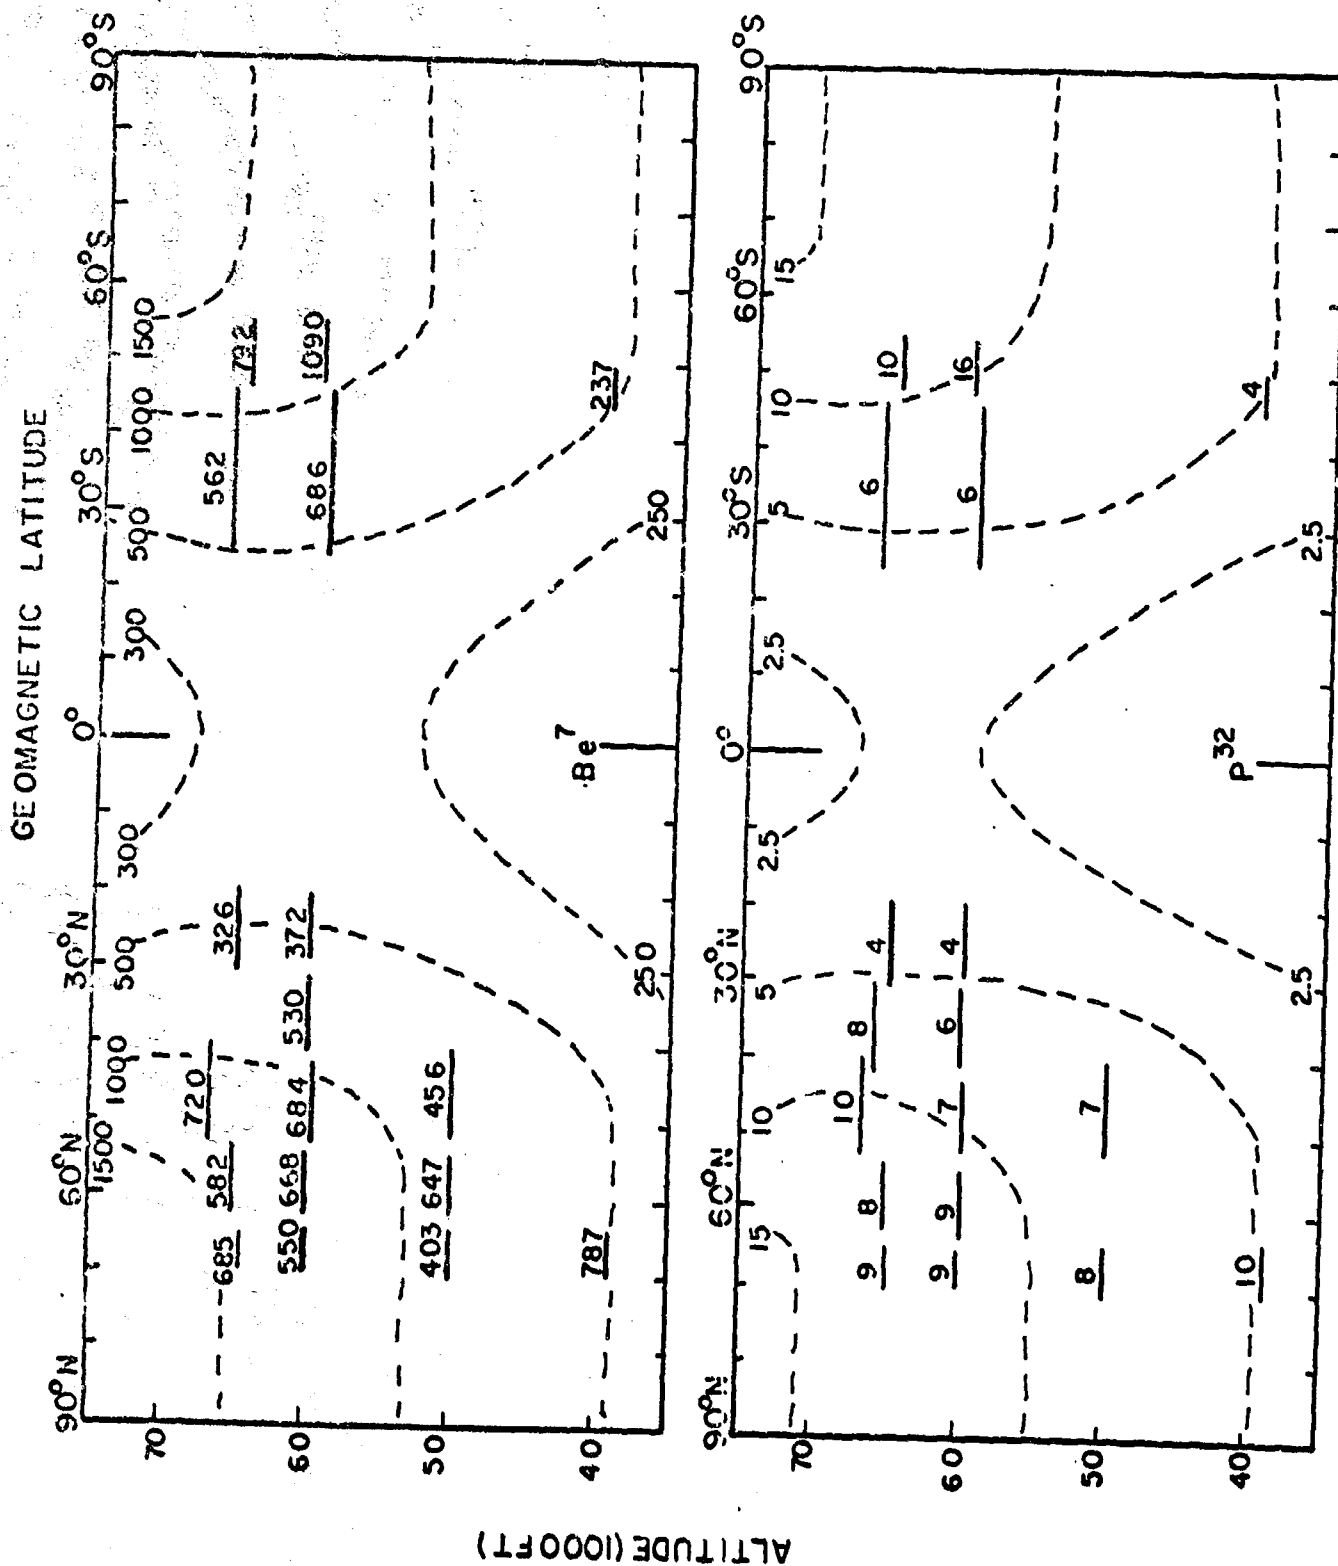 GEOMAGNETIC LATITUDE
90°N 60°N 30°N 0° 30°S 60°S 90°S
1500 1000 500 300 300 500 1000 1500
70
60
50
40
685 582 720 326 562 792
550 668 684 530 372 686 1090
403 647 456
787 237
250 250
Be⁷
ALTITUDE (1000 FT)
90°N 60°N 30°N 0° 30°S 60°S 90°S
15 10 5 2.5 2.5 5 10 15
70
60
50
40
9 8 10 8 4 6 10
9 9 7 6 4 6 16
8 7
10 4
2.5 2.5
P³²